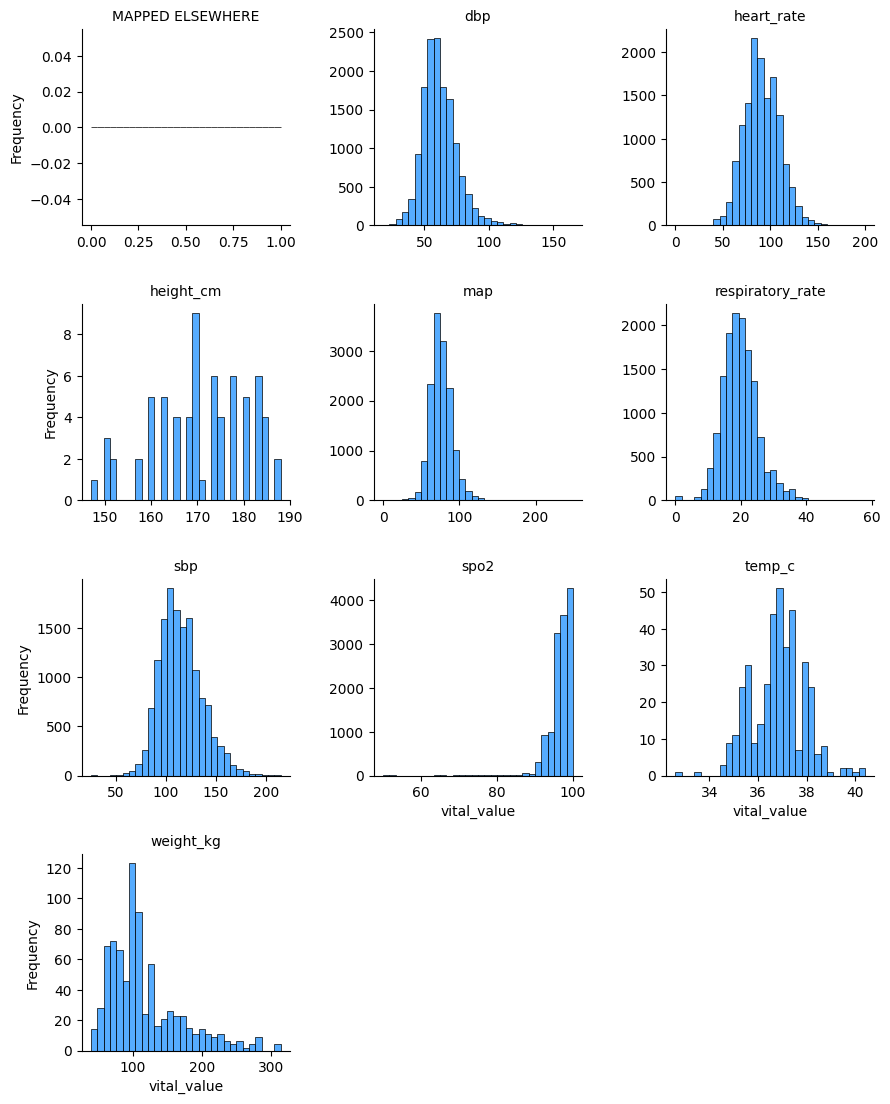 MAPPED ELSEWHERE
Frequency
0.04
0.02
0.00
−0.02
−0.04
0.00 0.25 0.50 0.75 1.00
dbp
2500
2000
1500
1000
500
0
50 100 150
heart_rate
2000
1500
1000
500
0
0 50 100 150 200
height_cm
Frequency
8
6
4
2
0
150 160 170 180 190
map
3000
2000
1000
0
0 100 200
respiratory_rate
2000
1500
1000
500
0
0 20 40 60
sbp
Frequency
1500
1000
500
0
50 100 150 200
spo2
4000
3000
2000
1000
0
60 80 100
vital_value
temp_c
50
40
30
20
10
0
34 36 38 40
vital_value
weight_kg
Frequency
120
100
80
60
40
20
0
100 200 300
vital_value